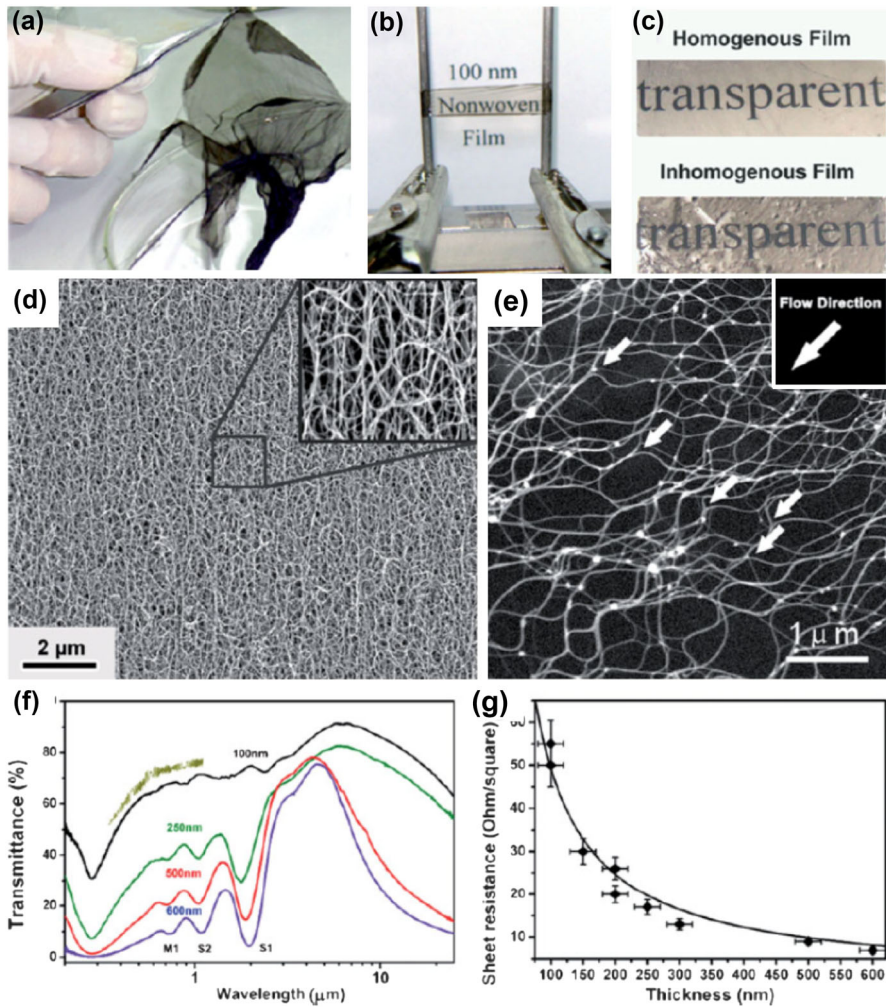 (a)
(b)
100 nm
Nonwoven
Film
(c)
Homogenous Film
transparent
Inhomogenous Film
transparent
(d)
2 µm
(e)
Flow Direction
1 µ m
(f)
Transmittance (%)
80
60
40
20
0
100nm
250nm
500nm
600nm
M1
S2
S1
1
10
Wavelength (µm)
(g)
Sheet resistance (Ohm/square)
50
40
30
20
10
100
150
200
250
300
350
400
450
500
550
600
Thickness (nm)